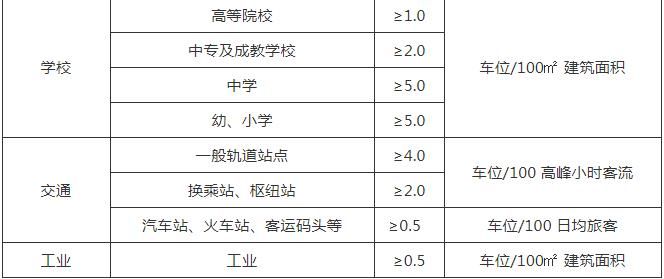 学校 高等院校 ≥1.0 车位/100㎡ 建筑面积
中专及成教学校 ≥2.0
中学 ≥5.0
幼、小学 ≥5.0
交通 一般轨道站点 ≥4.0 车位/100 高峰小时客流
换乘站、枢纽站 ≥2.0
汽车站、火车站、客运码头等 ≥0.5 车位/100 日均旅客
工业 工业 ≥0.5 车位/100㎡ 建筑面积